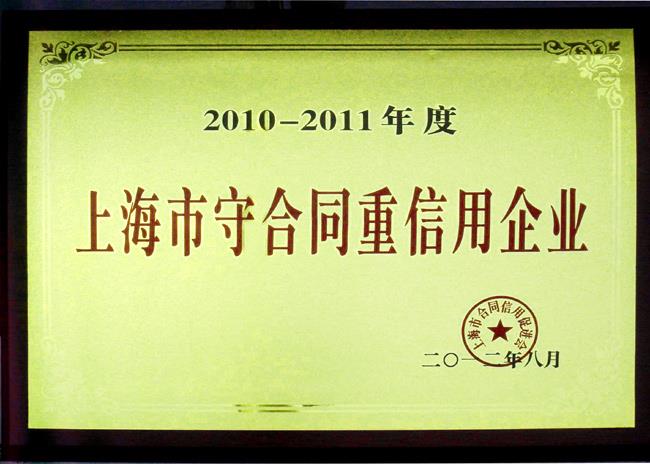 2010-2011年度
上海市守合同重信用企业
上海市合同信用促进会
二〇一二年八月